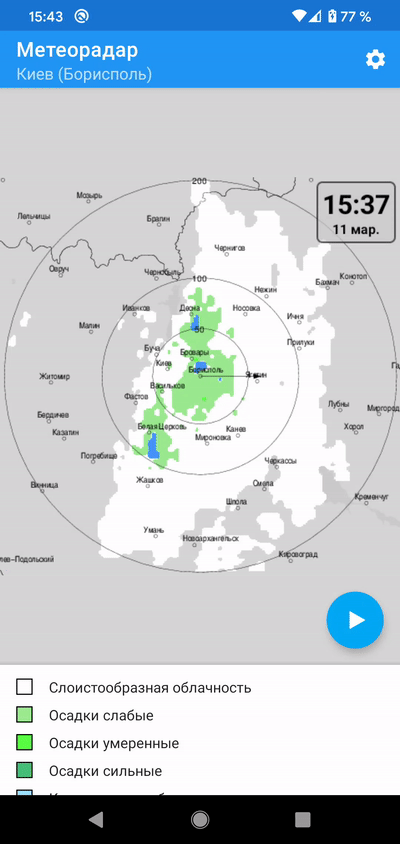 15:43
77 %
Метеорадар
Киев (Борисполь)
200
15:37
11 мар.
Мозырь
Лельчицы
Брагин
Чернигов
Овруч
Чернобыль
100
Бахмач
Конотоп
Нежин
Иванков
Десна
Носовка
Ичня
Малин
50
Прилуки
Буча
Бровары
Киев
Борисполь
Житомир
Васильков
Фастов
Лубны
Миргород
Бердичев
Казатин
Белая Церковь
Канев
Мироновка
Хорол
Погребище
Черкассы
Жашков
Винница
Смела
Кременчуг
Шпола
Умань
Новоархангельск
Кировоград
лев-Подольский
Слоистообразная облачность
Осадки слабые
Осадки умеренные
Осадки сильные